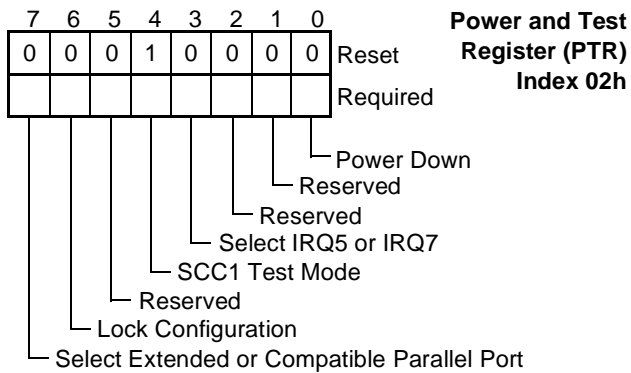 7 6 5 4 3 2 1 0
Power and Test
Register (PTR)
Index 02h
0 0 0 1 0 0 0 0 Reset
Required
Power Down
Reserved
Reserved
Select IRQ5 or IRQ7
SCC1 Test Mode
Reserved
Lock Configuration
Select Extended or Compatible Parallel Port